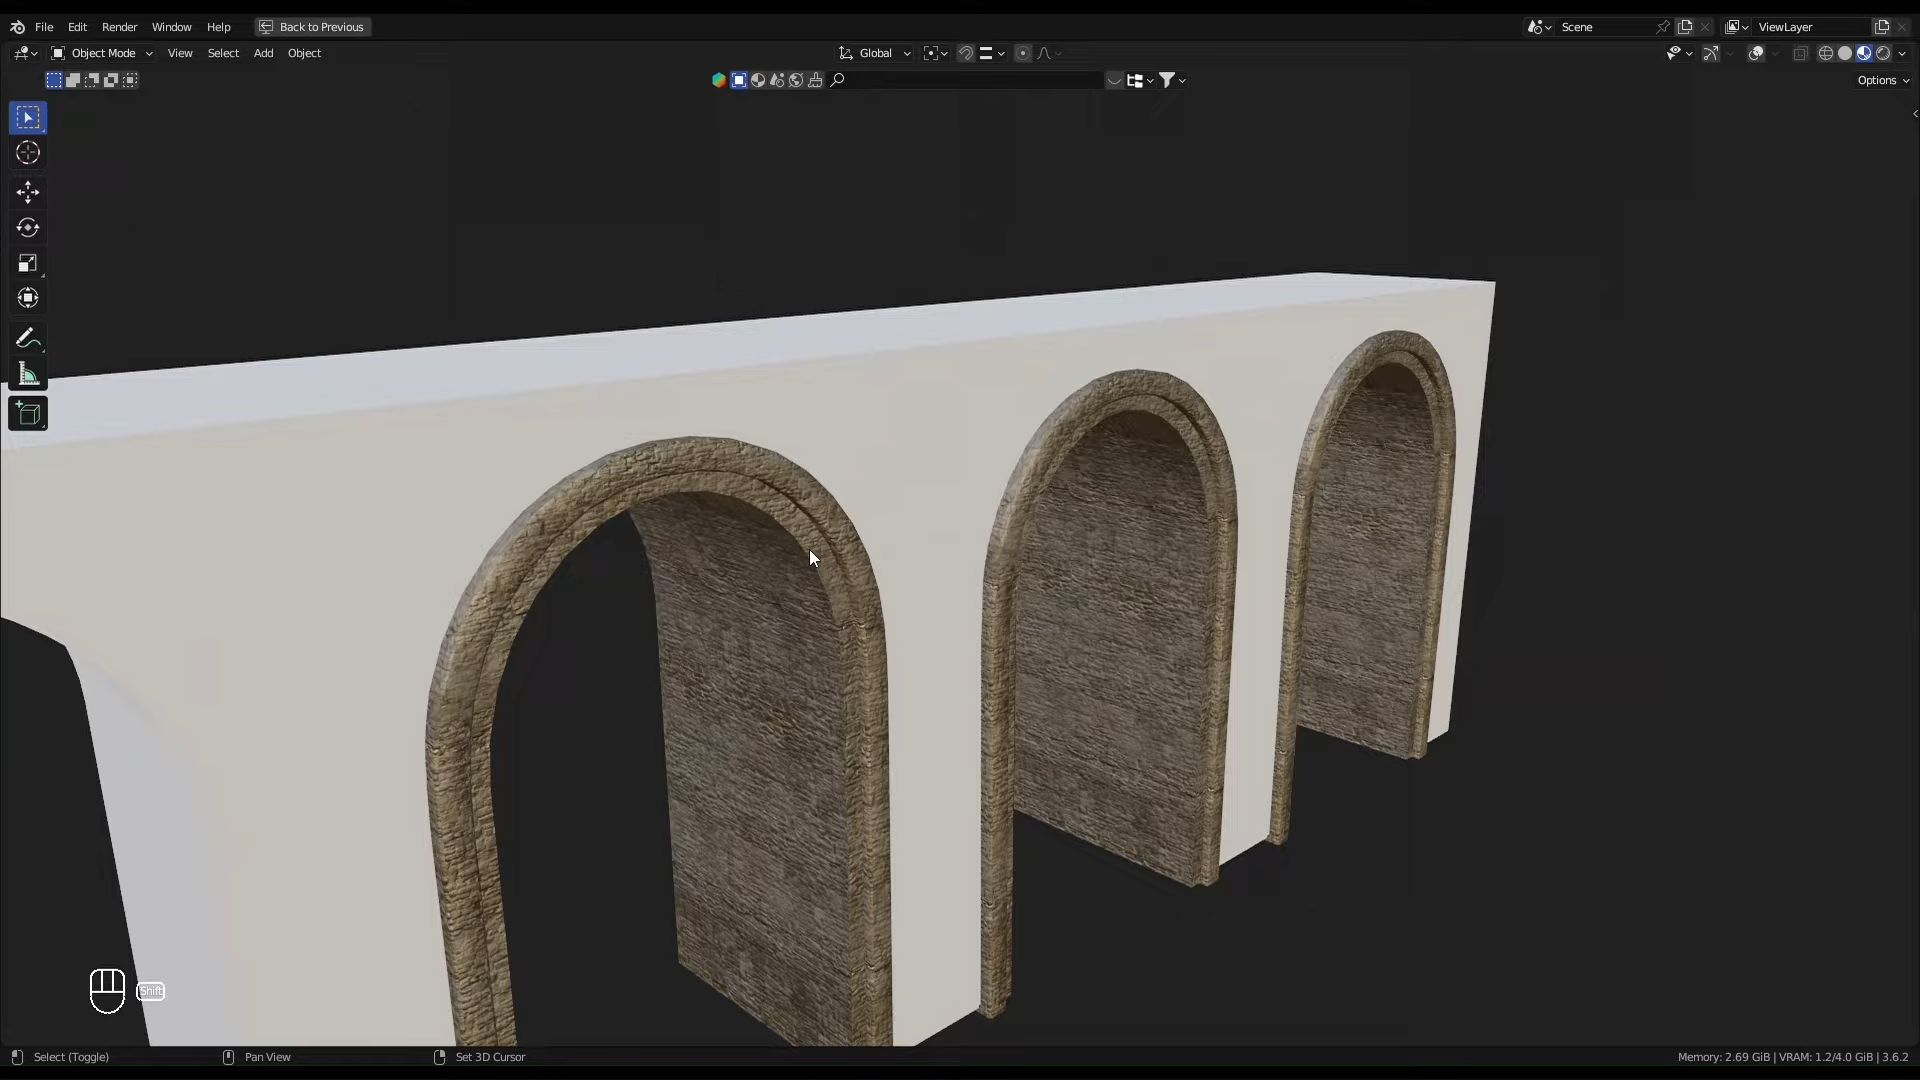 File Edit Render Window Help Back to Previous Scene ViewLayer
Object Mode View Select Add Object Global
Options
Shift
Select (Toggle) Pan View Set 3D Cursor Memory: 2.69 GiB | VRAM: 1.2/4.0 GiB | 3.6.2